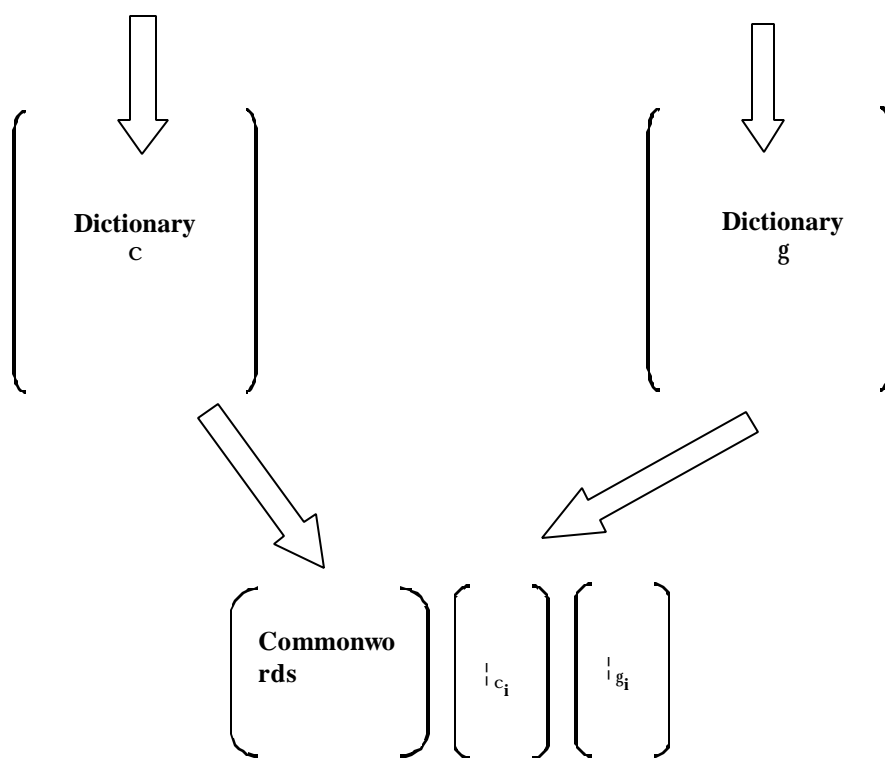 Dictionary
c
Dictionary
g
Commonwo
rds
¦ c i
¦ g i